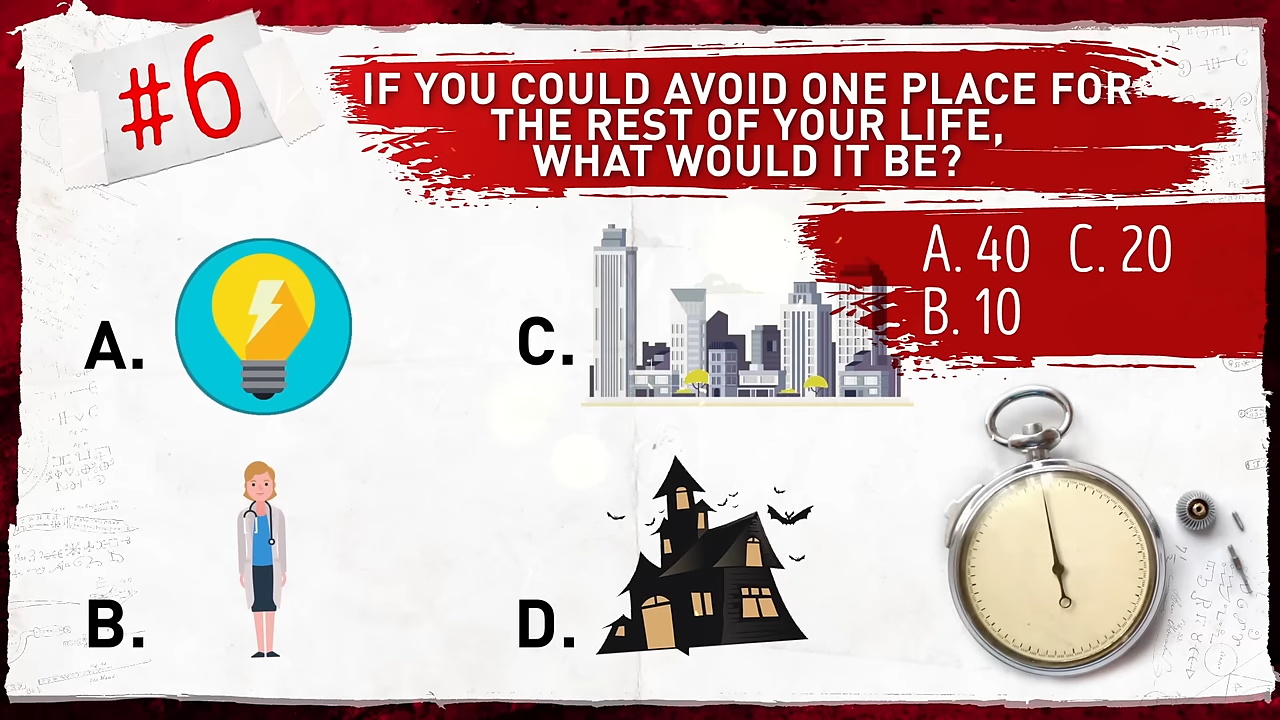 #6
IF YOU COULD AVOID ONE PLACE FOR
THE REST OF YOUR LIFE,
WHAT WOULD IT BE?
A. 40 C. 20
B. 10
A.
C.
B.
D.